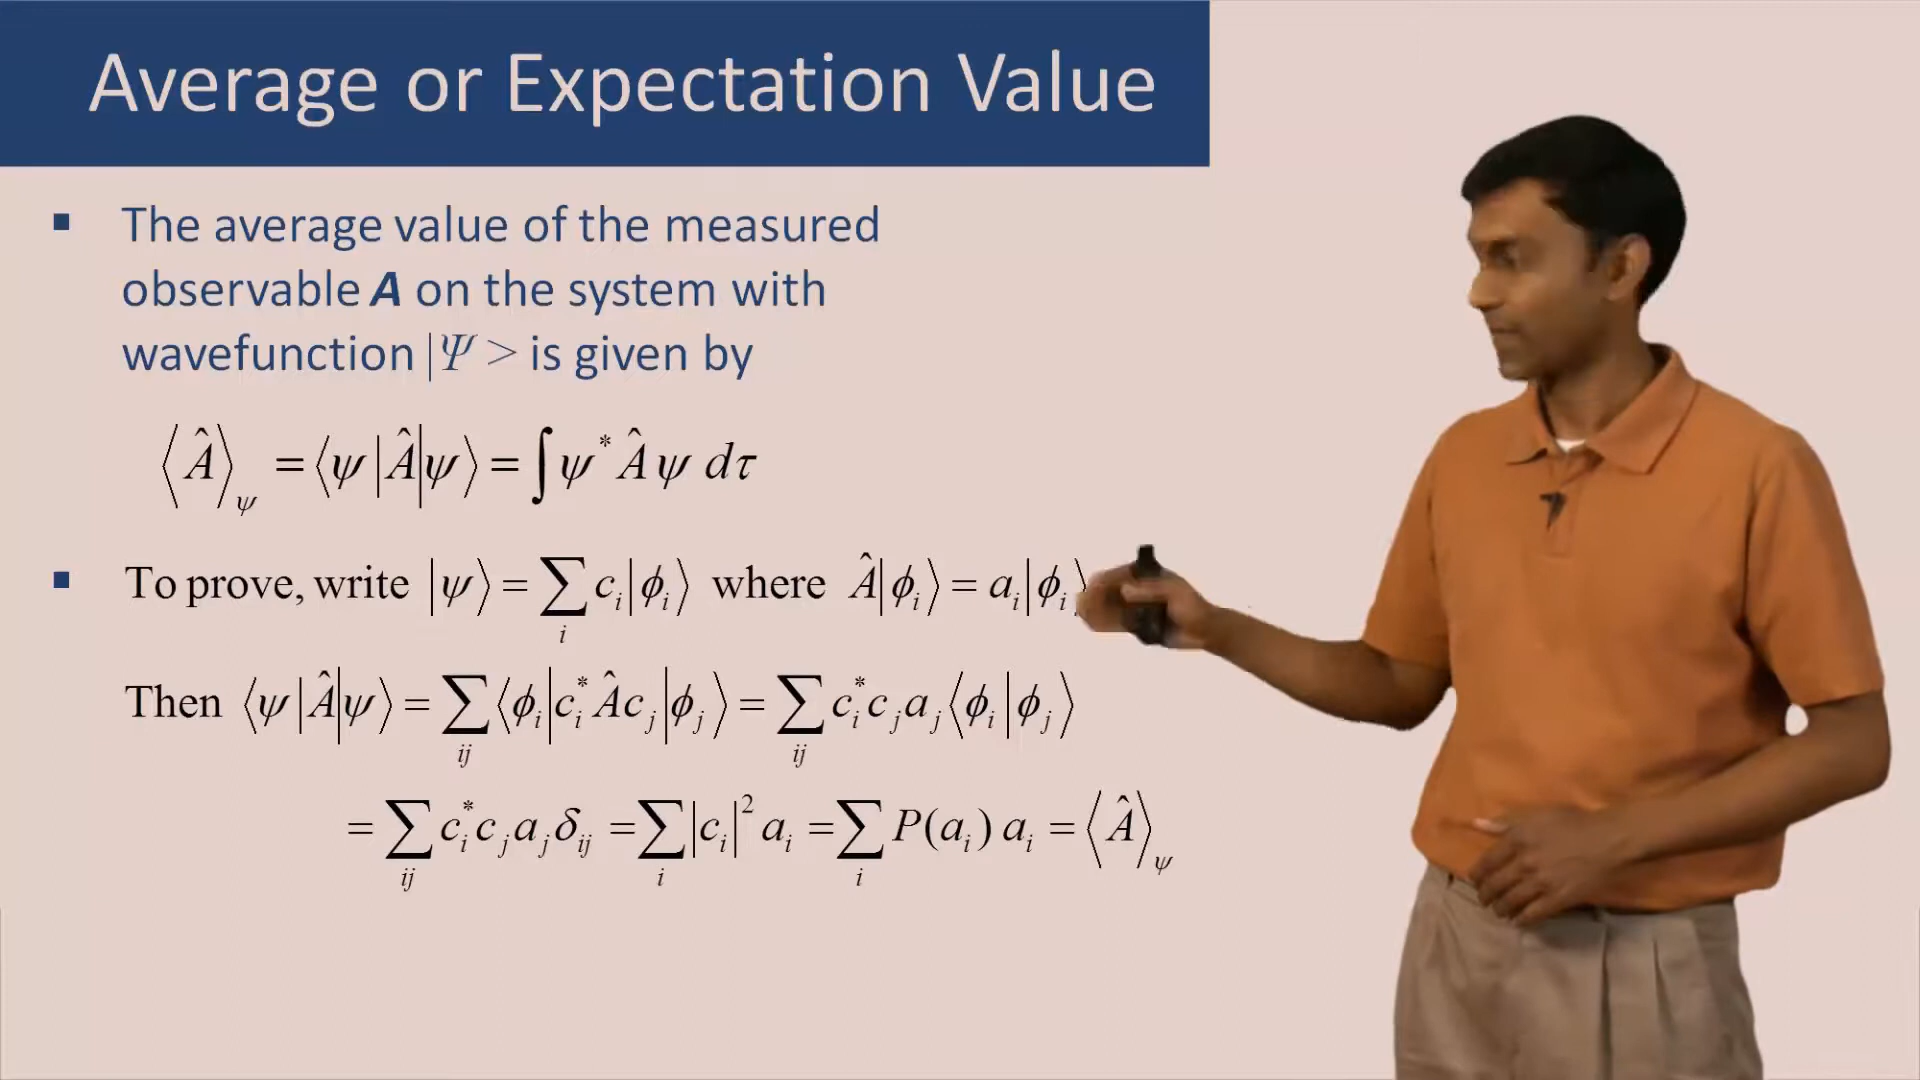 Average or Expectation Value
▪ The average value of the measured
observable A on the system with
wavefunction |Ψ > is given by
⟨Â⟩_ψ = ⟨ψ|Â|ψ⟩ = ∫ψ* Â ψ dτ
▪ To prove, write |ψ⟩ = ∑_i c_i|ϕ_i⟩ where Â|ϕ_i⟩ = a_i|ϕ_i⟩
Then ⟨ψ|Â|ψ⟩ = ∑_ij ⟨ϕ_i|c_i* Â c_j|ϕ_j⟩ = ∑_ij c_i* c_j a_j ⟨ϕ_i|ϕ_j⟩
= ∑_ij c_i* c_j a_j δ_ij = ∑_i |c_i|² a_i = ∑_i P(a_i) a_i = ⟨Â⟩_ψ